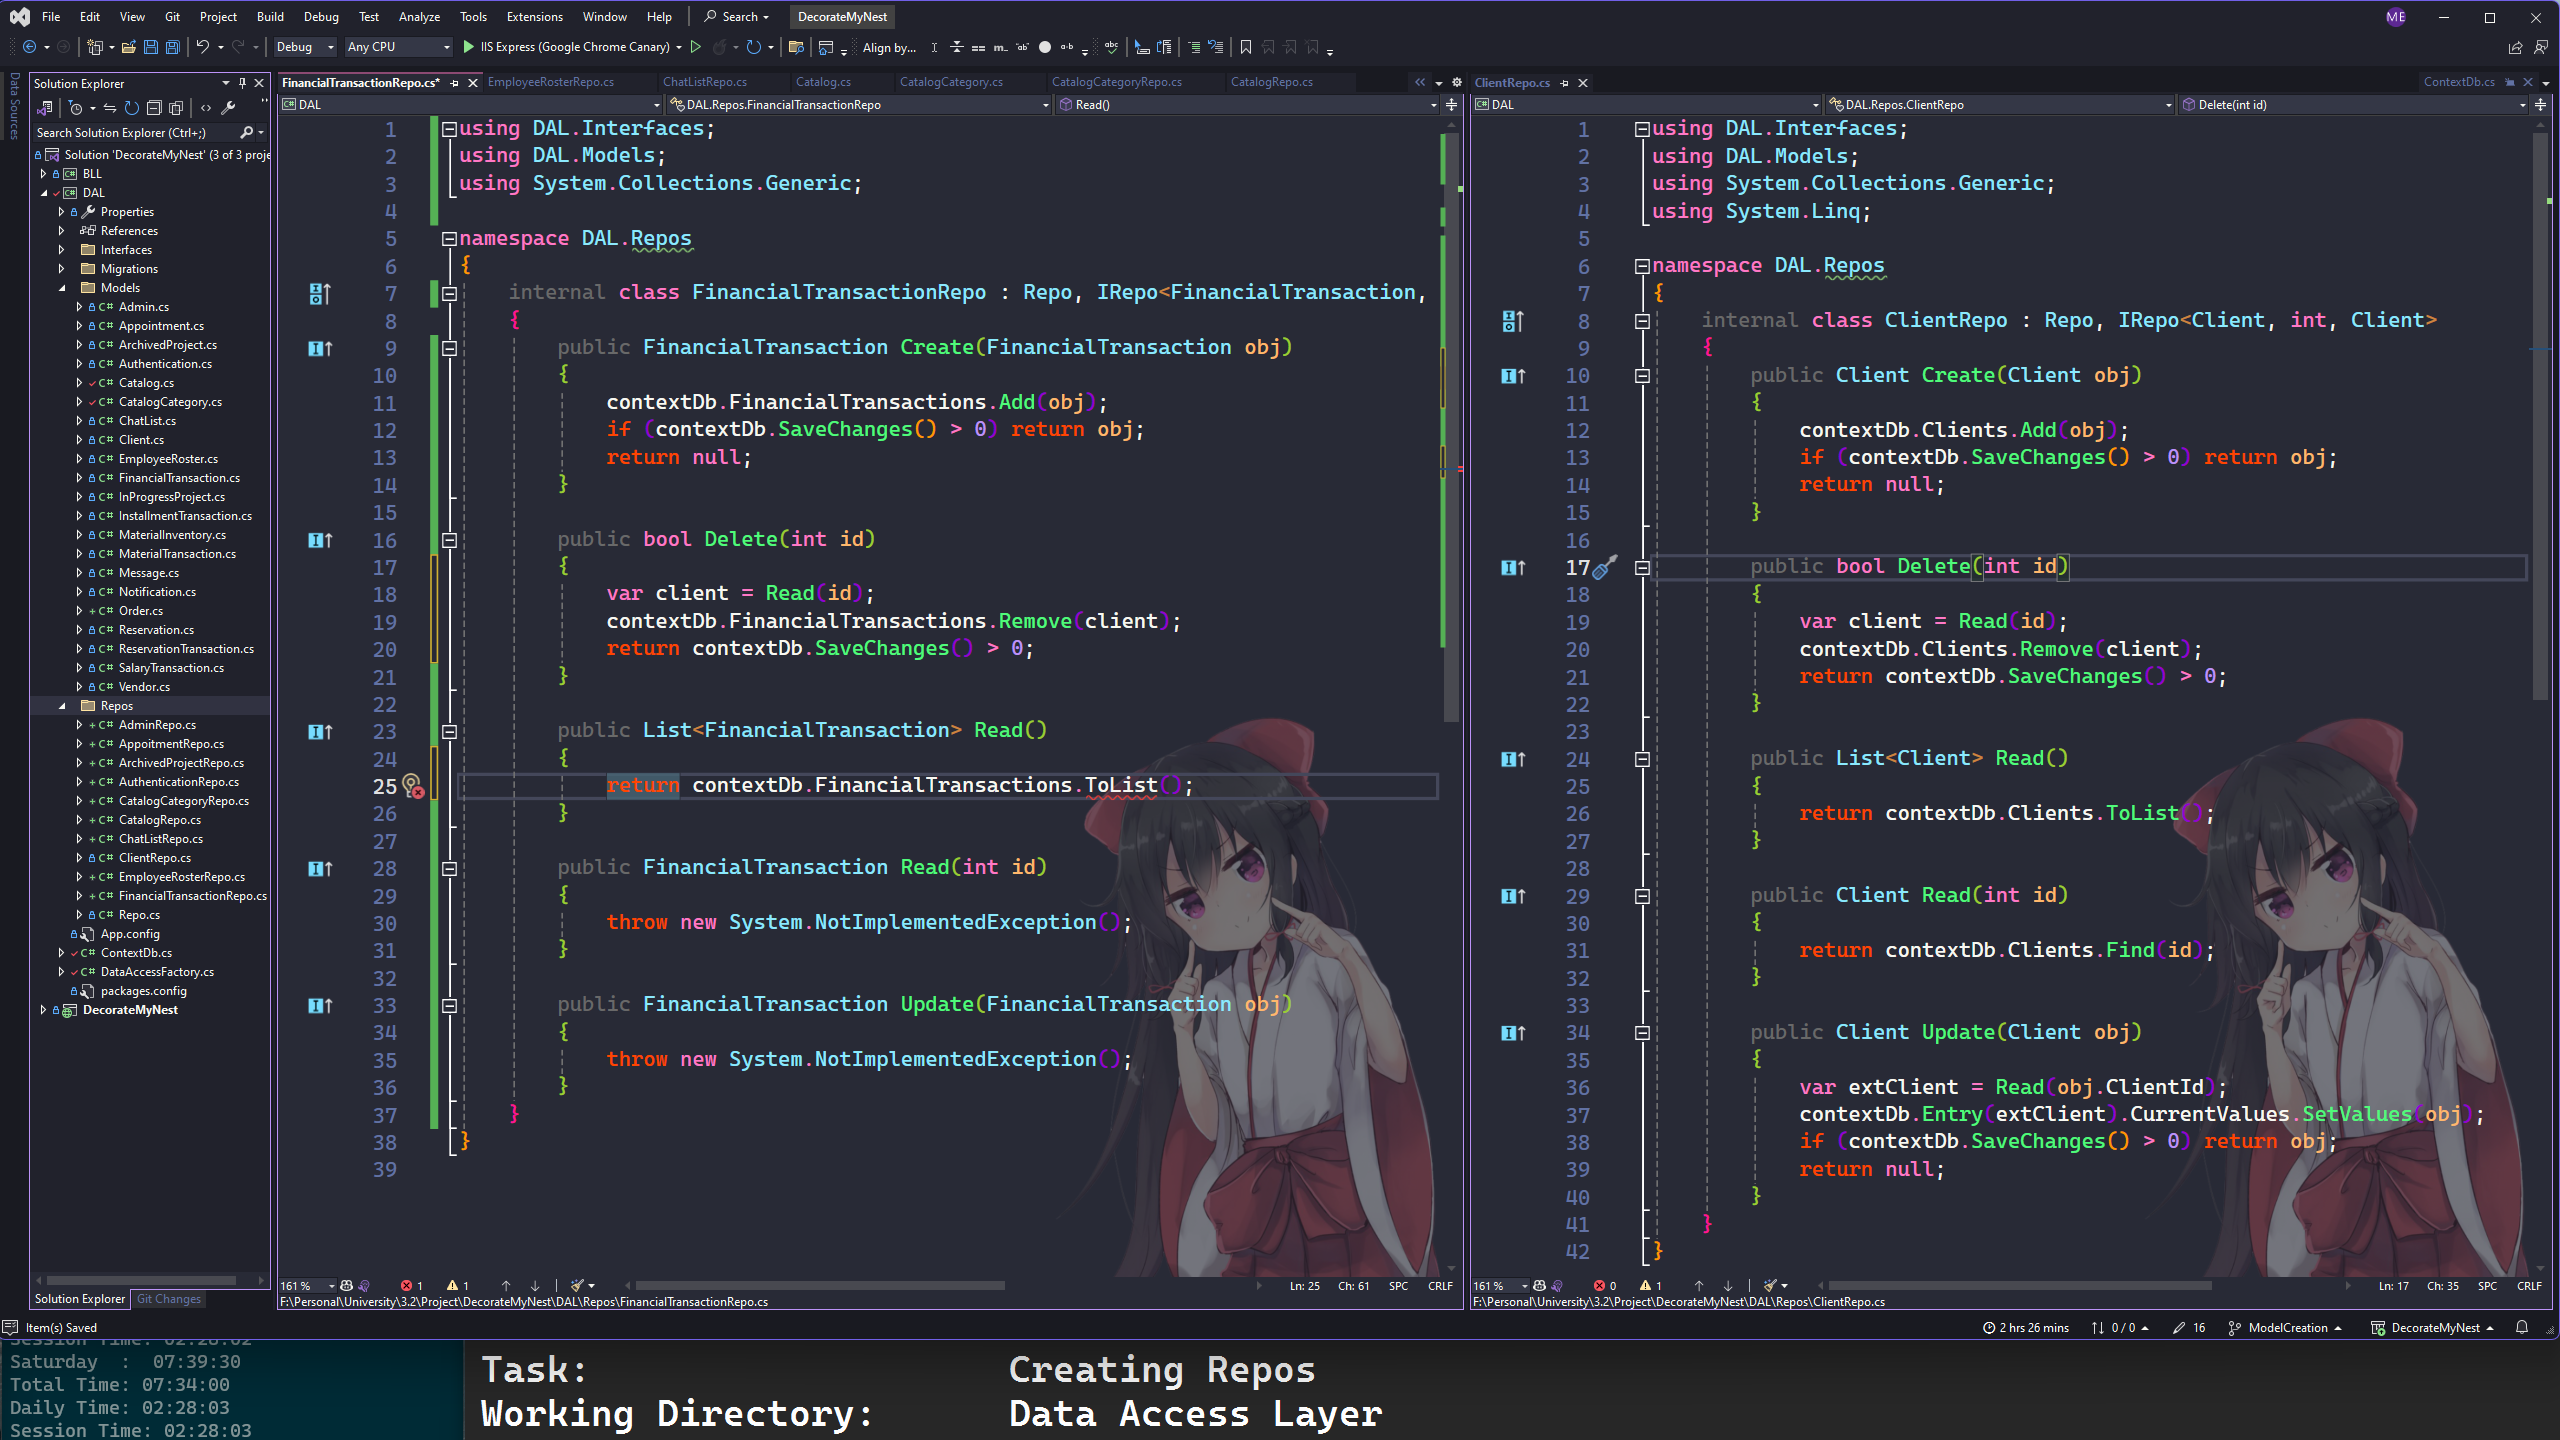 File Edit View Git Project Build Debug Test Analyze Tools Extensions Window Help Search DecorateMyNest ME
Debug Any CPU IIS Express (Google Chrome Canary) Align by...
Data Sources
Solution Explorer
Search Solution Explorer (Ctrl+;)
Solution 'DecorateMyNest' (3 of 3 proje
BLL
DAL
Properties
References
Interfaces
Migrations
Models
Admin.cs
Appointment.cs
ArchivedProject.cs
Authentication.cs
Catalog.cs
CatalogCategory.cs
ChatList.cs
Client.cs
EmployeeRoster.cs
FinancialTransaction.cs
InProgressProject.cs
InstallmentTransaction.cs
MaterialInventory.cs
MaterialTransaction.cs
Message.cs
Notification.cs
Order.cs
Reservation.cs
ReservationTransaction.cs
SalaryTransaction.cs
Vendor.cs
Repos
AdminRepo.cs
AppoitmentRepo.cs
ArchivedProjectRepo.cs
AuthenticationRepo.cs
CatalogCategoryRepo.cs
CatalogRepo.cs
ChatListRepo.cs
ClientRepo.cs
EmployeeRosterRepo.cs
FinancialTransactionRepo.cs
Repo.cs
App.config
ContextDb.cs
DataAccessFactory.cs
packages.config
DecorateMyNest
Solution Explorer Git Changes
FinancialTransactionRepo.cs* EmployeeRosterRepo.cs ChatListRepo.cs Catalog.cs CatalogCategory.cs CatalogCategoryRepo.cs CatalogRepo.cs
DAL DAL.Repos.FinancialTransactionRepo Read()
1 using DAL.Interfaces;
2 using DAL.Models;
3 using System.Collections.Generic;
4
5 namespace DAL.Repos
6 {
7 internal class FinancialTransactionRepo : Repo, IRepo<FinancialTransaction,
8 {
9 public FinancialTransaction Create(FinancialTransaction obj)
10 {
11 contextDb.FinancialTransactions.Add(obj);
12 if (contextDb.SaveChanges() > 0) return obj;
13 return null;
14 }
15
16 public bool Delete(int id)
17 {
18 var client = Read(id);
19 contextDb.FinancialTransactions.Remove(client);
20 return contextDb.SaveChanges() > 0;
21 }
22
23 public List<FinancialTransaction> Read()
24 {
25 return contextDb.FinancialTransactions.ToList();
26 }
27
28 public FinancialTransaction Read(int id)
29 {
30 throw new System.NotImplementedException();
31 }
32
33 public FinancialTransaction Update(FinancialTransaction obj)
34 {
35 throw new System.NotImplementedException();
36 }
37 }
38 }
39
161 % 1 1 Ln: 25 Ch: 61 SPC CRLF
F:\Personal\University\3.2\Project\DecorateMyNest\DAL\Repos\FinancialTransactionRepo.cs
ClientRepo.cs ContextDb.cs
DAL DAL.Repos.ClientRepo Delete(int id)
1 using DAL.Interfaces;
2 using DAL.Models;
3 using System.Collections.Generic;
4 using System.Linq;
5
6 namespace DAL.Repos
7 {
8 internal class ClientRepo : Repo, IRepo<Client, int, Client>
9 {
10 public Client Create(Client obj)
11 {
12 contextDb.Clients.Add(obj);
13 if (contextDb.SaveChanges() > 0) return obj;
14 return null;
15 }
16
17 public bool Delete(int id)
18 {
19 var client = Read(id);
20 contextDb.Clients.Remove(client);
21 return contextDb.SaveChanges() > 0;
22 }
23
24 public List<Client> Read()
25 {
26 return contextDb.Clients.ToList();
27 }
28
29 public Client Read(int id)
30 {
31 return contextDb.Clients.Find(id);
32 }
33
34 public Client Update(Client obj)
35 {
36 var extClient = Read(obj.ClientId);
37 contextDb.Entry(extClient).CurrentValues.SetValues(obj);
38 if (contextDb.SaveChanges() > 0) return obj;
39 return null;
40 }
41 }
42 }
161 % 0 1 Ln: 17 Ch: 35 SPC CRLF
F:\Personal\University\3.2\Project\DecorateMyNest\DAL\Repos\ClientRepo.cs
Item(s) Saved 2 hrs 26 mins 0 / 0 16 ModelCreation DecorateMyNest
Session Time: 02:28:02
Saturday : 07:39:30
Total Time: 07:34:00
Daily Time: 02:28:03
Session Time: 02:28:03
Task: Creating Repos
Working Directory: Data Access Layer